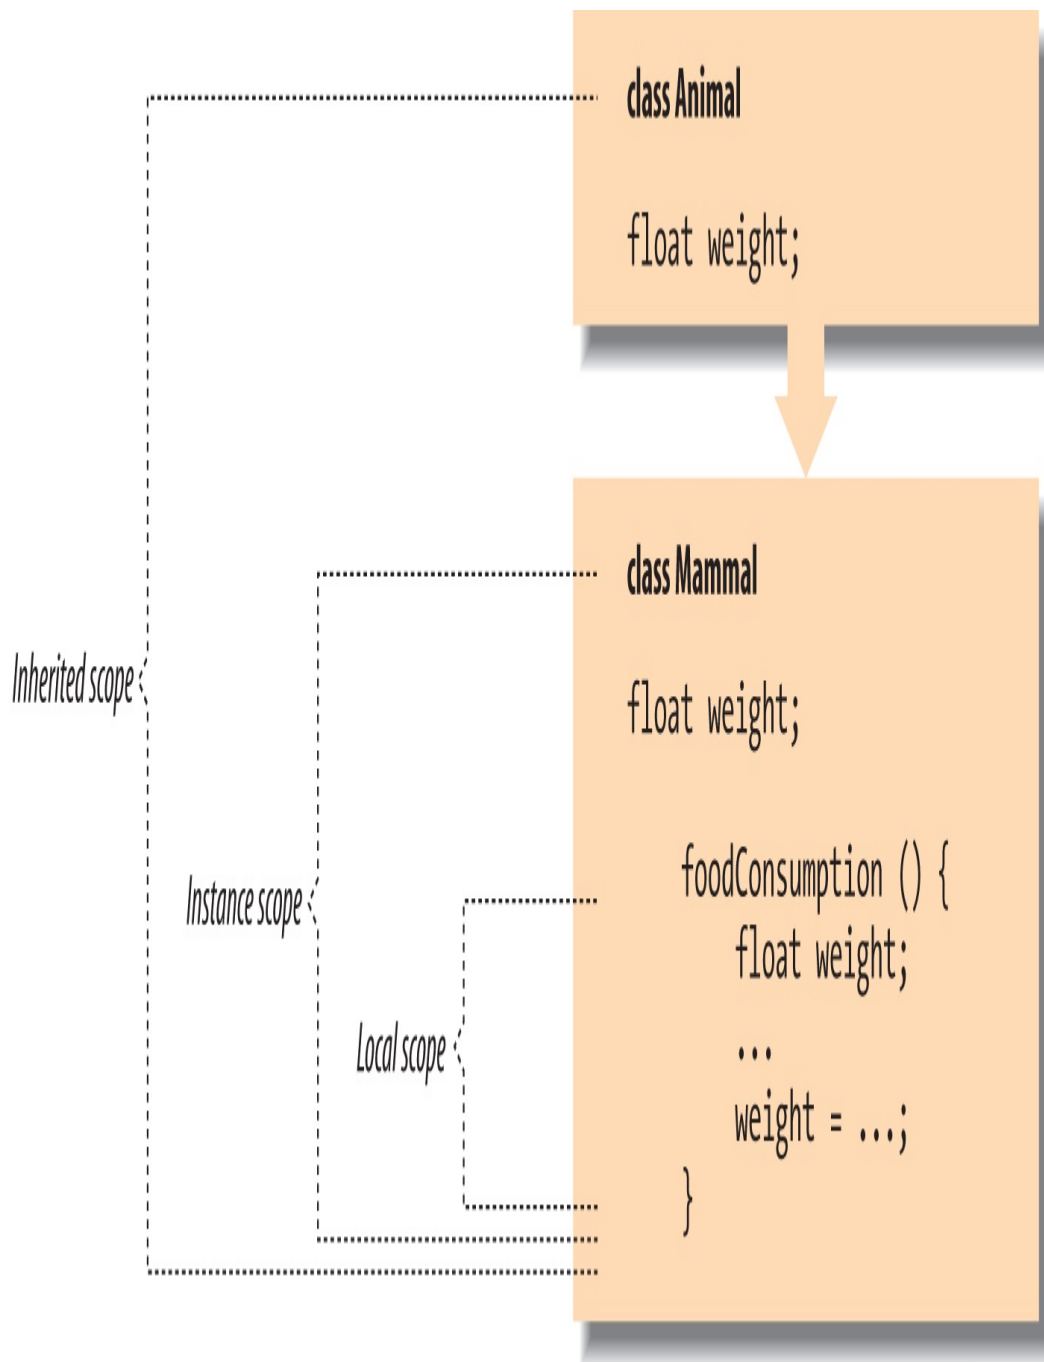 class Animal
float weight;
class Mammal
float weight;
Inherited scope
foodConsumption () {
Instance scope
float weight;
Local scope
...
weight = ...;
}